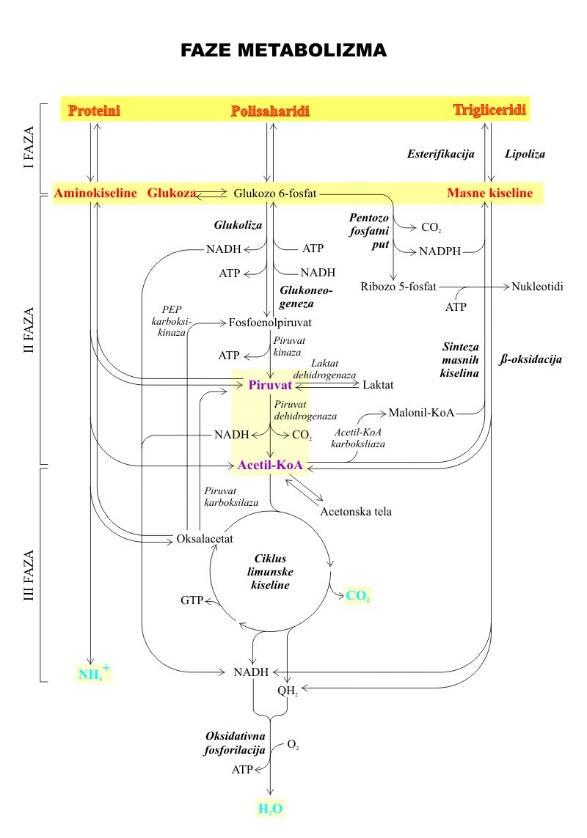 FAZE METABOLIZMA
Proteini
Polisaharidi
Trigliceridi
I FAZA
Esterifikacija
Lipoliza
Aminokiseline
Glukoza
Glukozo 6-fosfat
Masne kiseline
II FAZA
Glukoliza
Pentozo
fosfatni
put
CO₂
NADH
ATP
NADPH
ATP
NADH
Glukoneo-
geneza
Ribozo 5-fosfat
Nukleotidi
ATP
PEP
karboksi-
kinaza
Fosfoenolpiruvat
Piruvat
kinaza
ATP
Sinteza
masnih
kiselina
β-oksidacija
Laktat
dehidrogenaza
Piruvat
Laktat
Piruvat
dehidrogenaza
Malonil-KoA
NADH
CO₂
Acetil-KoA
karboksliaza
Acetil-KoA
III FAZA
Piruvat
karboksilaza
Acetonska tela
Oksalacetat
Ciklus
limunske
kiseline
GTP
CO₂
NH₄⁺
NADH
QH₂
Oksidativna
fosforilacija
O₂
ATP
H₂O